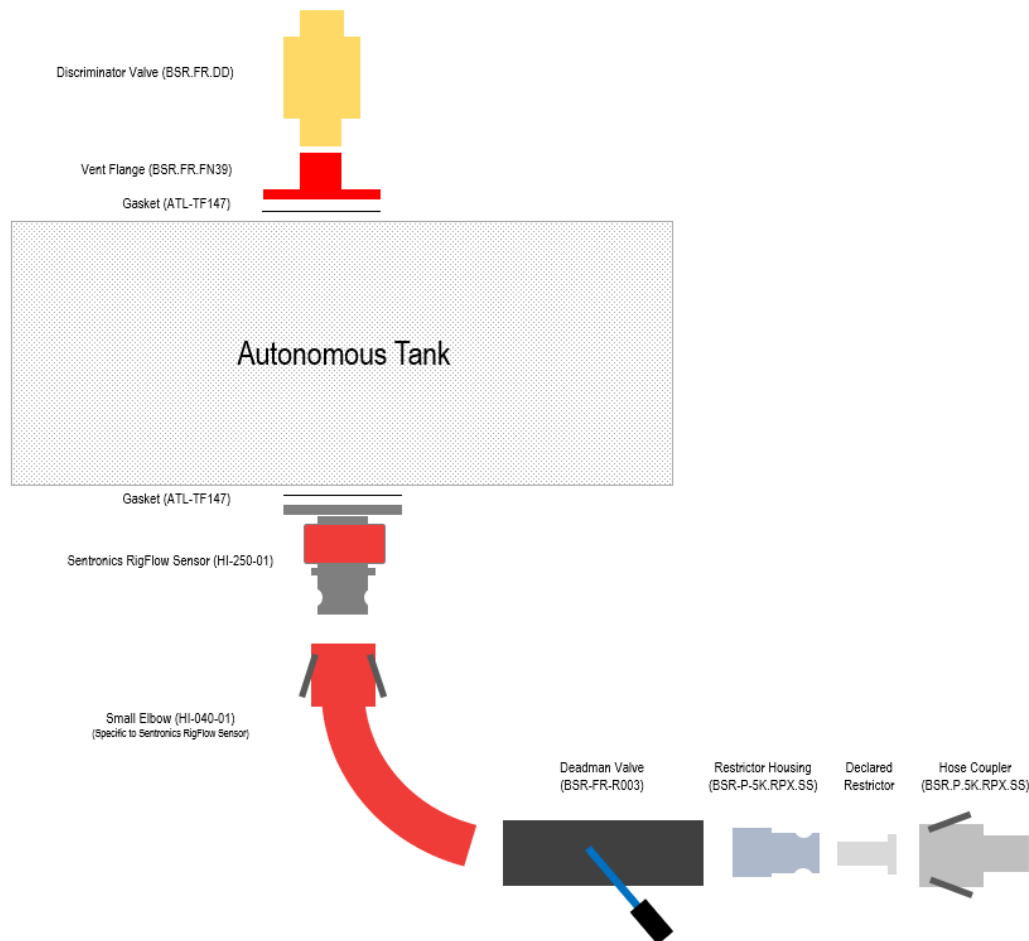 Discriminator Valve (BSR.FR.DD)
Vent Flange (BSR.FR.FN39)
Gasket (ATL-TF147)
Autonomous Tank
Gasket (ATL-TF147)
Sentronics RigFlow Sensor (HI-250-01)
Small Elbow (HI-040-01)
(Specific to Sentronics RigFlow Sensor)
Deadman Valve
(BSR-FR-R003)
Restrictor Housing
(BSR-P-5K.RPX.SS)
Declared
Restrictor
Hose Coupler
(BSR.P.5K.RPX.SS)